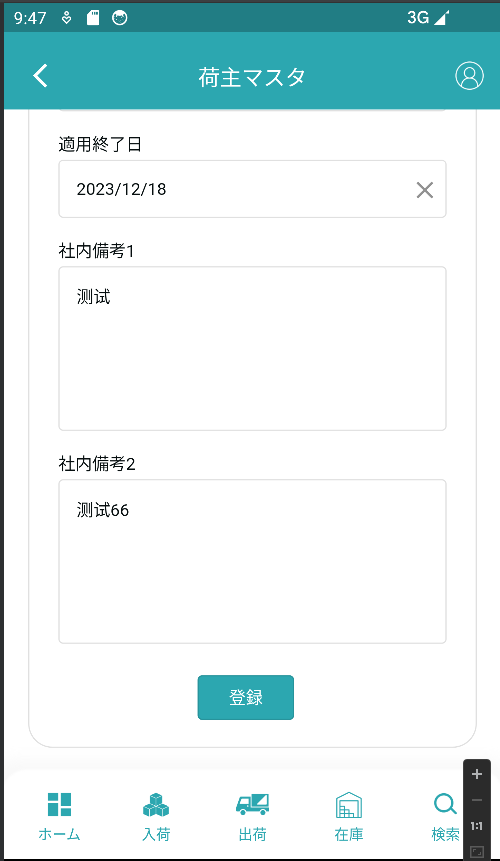 9:47
3G
荷主マスタ
適用終了日
2023/12/18
社内備考1
测试
社内備考2
测试66
登録
ホーム
入荷
出荷
在庫
検索
1:1